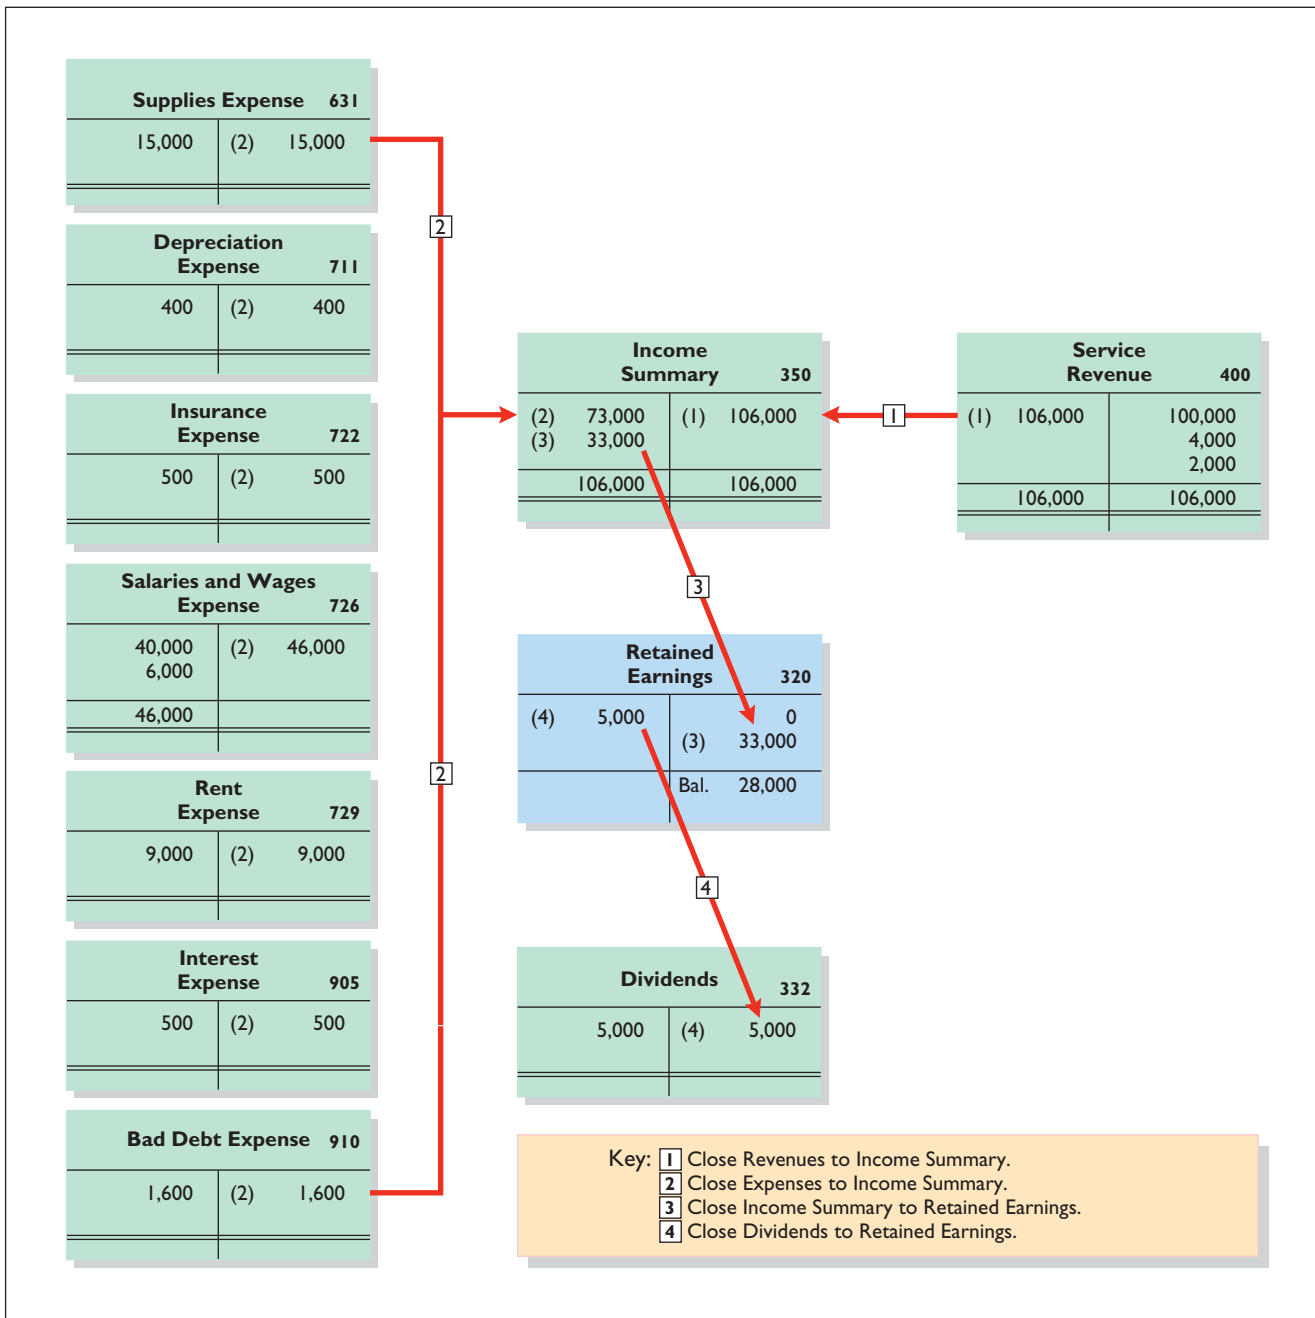 Supplies Expense 631
15,000 (2) 15,000
Depreciation
Expense 711
400 (2) 400
Insurance
Expense 722
500 (2) 500
Salaries and Wages
Expense 726
40,000 (2) 46,000
6,000
46,000
Rent
Expense 729
9,000 (2) 9,000
Interest
Expense 905
500 (2) 500
Bad Debt Expense 910
1,600 (2) 1,600
2
2
Income
Summary 350
(2) 73,000 (1) 106,000
(3) 33,000
106,000 106,000
1
Service
Revenue 400
(1) 106,000 100,000
4,000
2,000
106,000 106,000
3
Retained
Earnings 320
(4) 5,000 0
(3) 33,000
Bal. 28,000
4
Dividends 332
5,000 (4) 5,000
Key: 1 Close Revenues to Income Summary.
2 Close Expenses to Income Summary.
3 Close Income Summary to Retained Earnings.
4 Close Dividends to Retained Earnings.